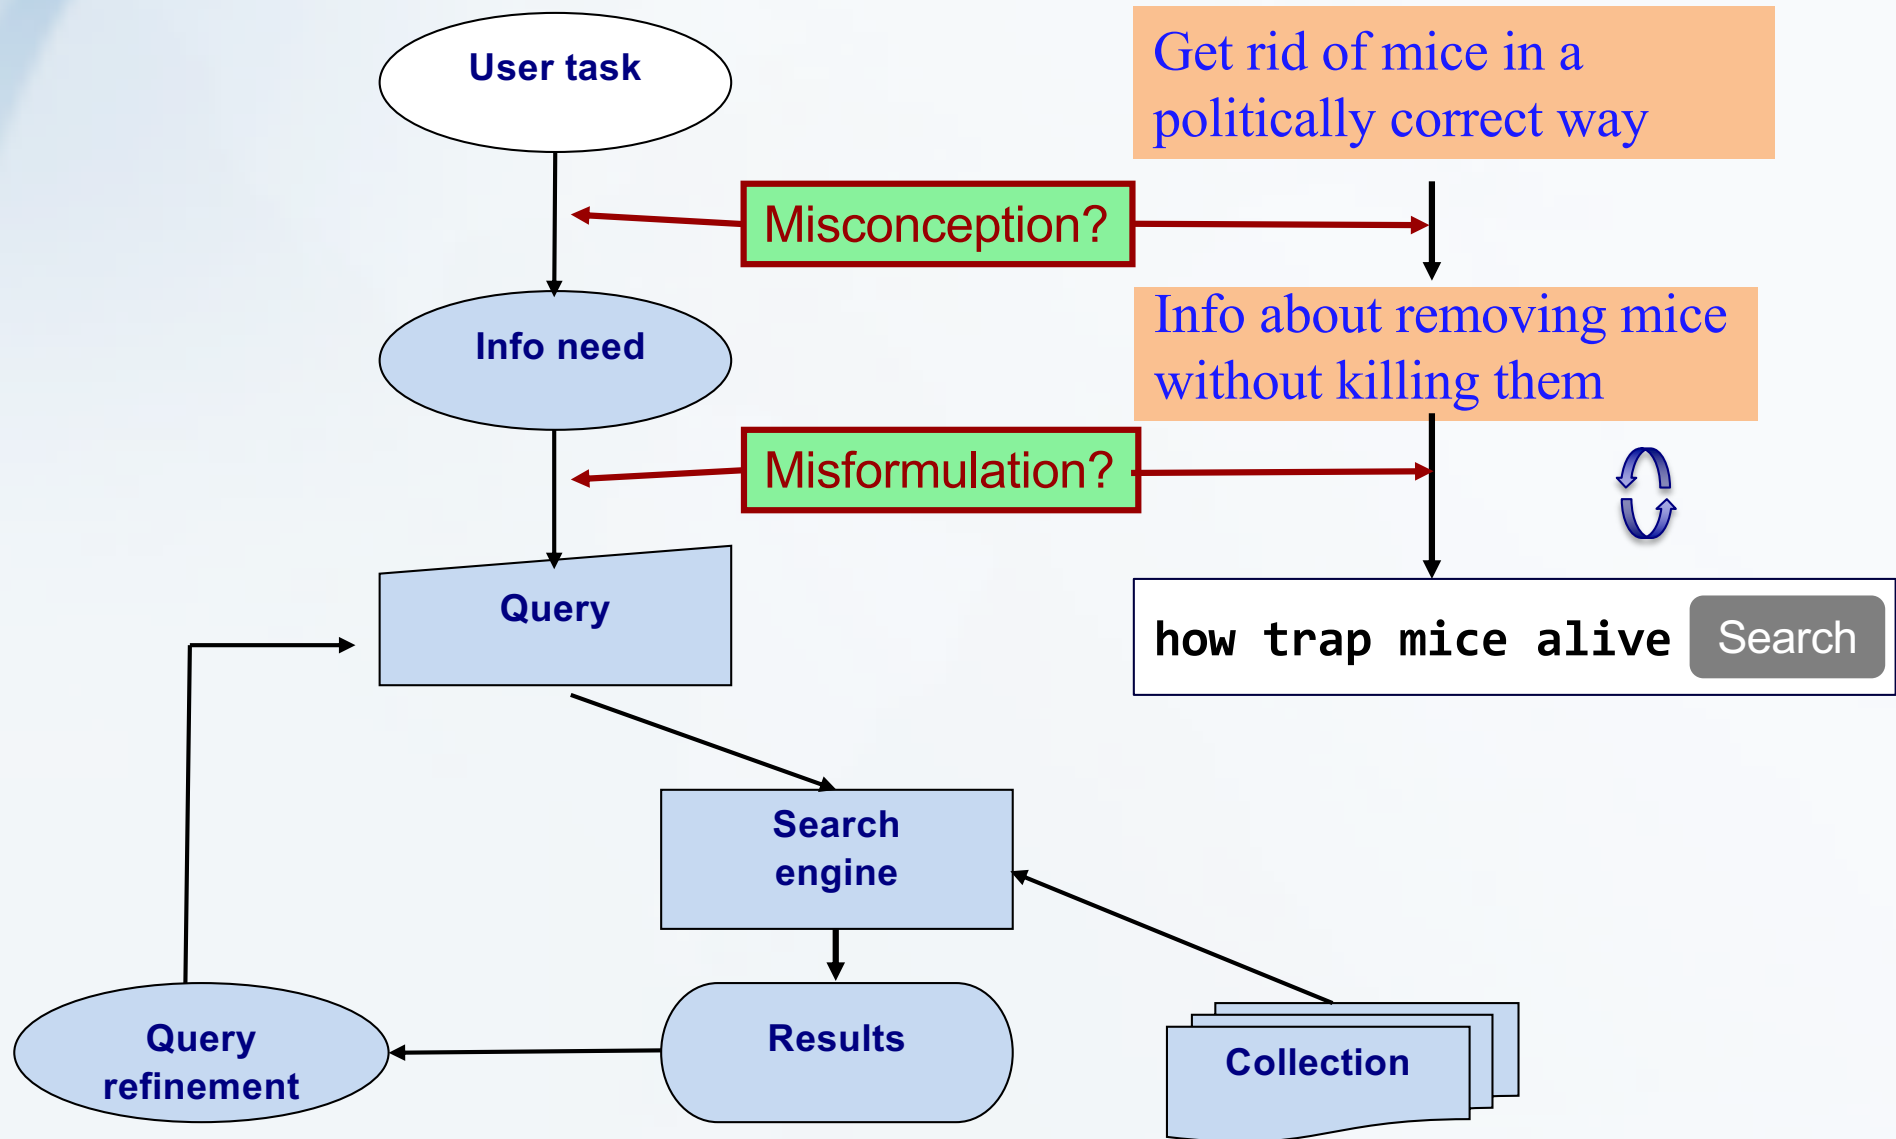 User task
Get rid of mice in a
politically correct way
Misconception?
Info need
Info about removing mice
without killing them
Misformulation?
Query
how trap mice alive
Search
Search
engine
Query
refinement
Results
Collection